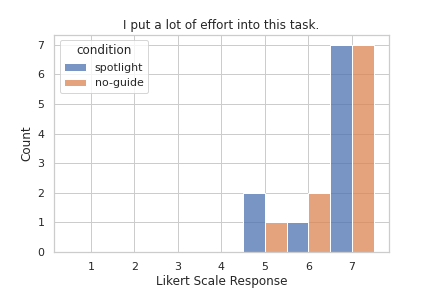 I put a lot of effort into this task.
condition
spotlight
no-guide
Count
7
6
5
4
3
2
1
0
1 2 3 4 5 6 7
Likert Scale Response